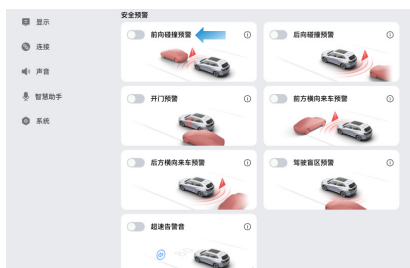 安全预警
显示
前向碰撞预警
后向碰撞预警
连接
声音
智慧助手
开门预警
前方横向来车预警
系统
后方横向来车预警
驾驶盲区预警
超速告警音